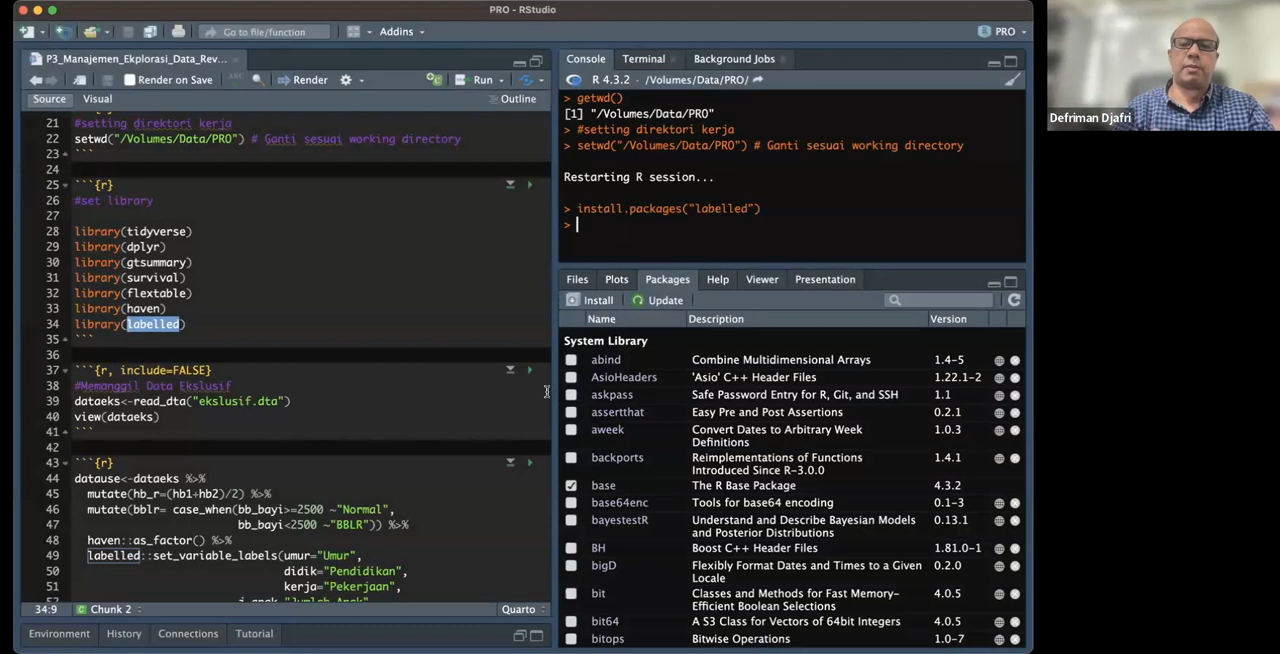 PRO - RStudio
Go to file/function
Addins
PRO
P3_Manajemen_Ekplorasi_Data_Rev...
Render on Save
ABC
Render
Run
Source
Visual
Outline
21 #setting direktori kerja
22 setwd("/Volumes/Data/PRO") # Ganti sesuai working directory
23 ```
24
25 ```{r}
26 #set library
27
28 library(tidyverse)
29 library(dplyr)
30 library(gtsummary)
31 library(survival)
32 library(flextable)
33 library(haven)
34 library(labelled)
35 ```
36
37 ```{r, include=FALSE}
38 #Memanggil Data Ekslusif
39 dataeks<-read_dta("ekslusif.dta")
40 view(dataeks)
41 ```
42
43 ```{r}
44 datause<-dataeks %>%
45 mutate(hb_r=(hb1+hb2)/2) %>%
46 mutate(bblr= case_when(bb_bayi>=2500 ~"Normal",
47 bb_bayi<2500 ~"BBLR")) %>%
48 haven::as_factor() %>%
49 labelled::set_variable_labels(umur="Umur",
50 didik="Pendidikan",
51 kerja="Pekerjaan",
34:9
Chunk 2
Quarto
Environment
History
Connections
Tutorial
Console
Terminal
Background Jobs
R 4.3.2 · /Volumes/Data/PRO/
> getwd()
[1] "/Volumes/Data/PRO"
> #setting direktori kerja
> setwd("/Volumes/Data/PRO") # Ganti sesuai working directory
Restarting R session...
> install.packages("labelled")
>
Files
Plots
Packages
Help
Viewer
Presentation
Install
Update
Name Description Version
System Library
abind Combine Multidimensional Arrays 1.4-5
AsioHeaders 'Asio' C++ Header Files 1.22.1-2
askpass Safe Password Entry for R, Git, and SSH 1.1
assertthat Easy Pre and Post Assertions 0.2.1
aweek Convert Dates to Arbitrary Week 1.0.3
Definitions
backports Reimplementations of Functions 1.4.1
Introduced Since R-3.0.0
base The R Base Package 4.3.2
base64enc Tools for base64 encoding 0.1-3
bayestestR Understand and Describe Bayesian Models 0.13.1
and Posterior Distributions
BH Boost C++ Header Files 1.81.0-1
bigD Flexibly Format Dates and Times to a Given 0.2.0
Locale
bit Classes and Methods for Fast Memory- 4.0.5
Efficient Boolean Selections
bit64 A S3 Class for Vectors of 64bit Integers 4.0.5
bitops Bitwise Operations 1.0-7
Defriman Djafri